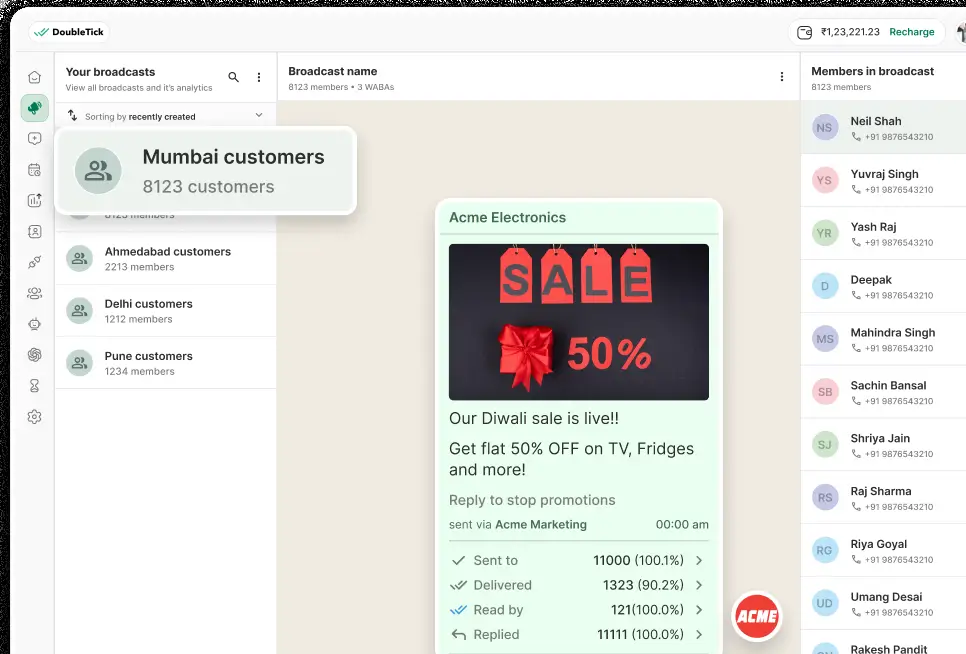 DoubleTick
₹1,23,221.23 Recharge
Your broadcasts
View all broadcasts and it's analytics
Sorting by recently created
Mumbai customers
8123 customers
8123 members
Ahmedabad customers
2213 members
Delhi customers
1212 members
Pune customers
1234 members
Broadcast name
8123 members • 3 WABAs
Acme Electronics
SALE
50%
Our Diwali sale is live!!
Get flat 50% OFF on TV, Fridges
and more!
Reply to stop promotions
sent via Acme Marketing 00:00 am
Sent to 11000 (100.1%)
Delivered 1323 (90.2%)
Read by 121(100.0%)
Replied 11111 (100.0%)
ACME
Members in broadcast
8123 members
NS Neil Shah
+91 9876543210
YS Yuvraj Singh
+91 9876543210
YR Yash Raj
+91 9876543210
D Deepak
+91 9876543210
MS Mahindra Singh
+91 9876543210
SB Sachin Bansal
+91 9876543210
SJ Shriya Jain
+91 9876543210
RS Raj Sharma
+91 9876543210
RG Riya Goyal
+91 9876543210
UD Umang Desai
+91 9876543210
Rakesh Pandit